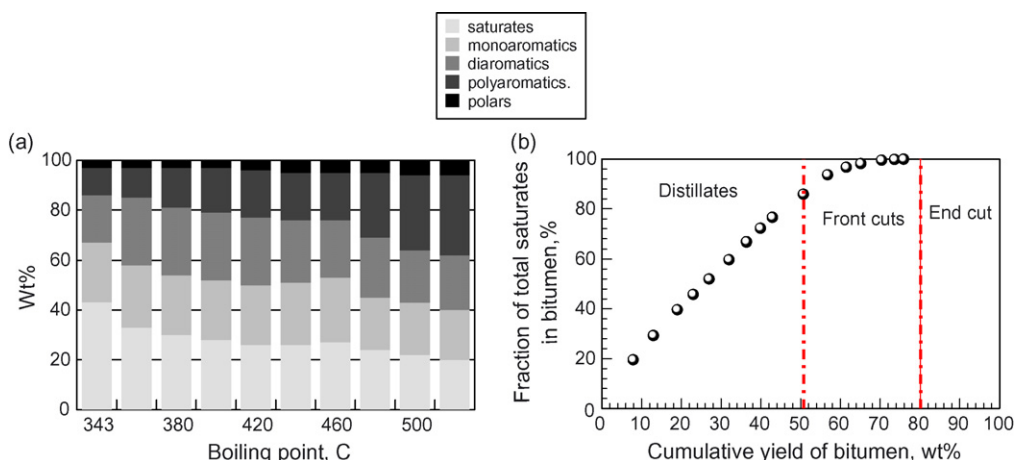 saturates
monoaromatics
diaromatics
polyaromatics.
polars
(a)
100
80
60
40
20
0
Wt%
343 380 420 460 500
Boiling point, C
(b)
100
80
60
40
20
0
Fraction of total saturates
in bitumen,%
Distillates
Front cuts
End cut
0 10 20 30 40 50 60 70 80 90 100
Cumulative yield of bitumen, wt%